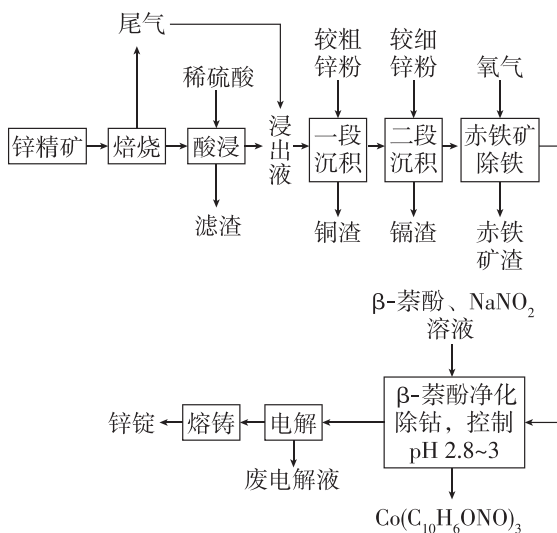 尾气
稀硫酸
较粗
锌粉
较细
锌粉
氧气
锌精矿
焙烧
酸浸
浸出液
一段
沉积
二段
沉积
赤铁矿
除铁
滤渣
铜渣
镉渣
赤铁
矿渣
β-萘酚、NaNO₂
溶液
β-萘酚净化
除钴，控制
pH 2.8~3
电解
熔铸
锌锭
废电解液
Co(C₁₀H₆ONO)₃